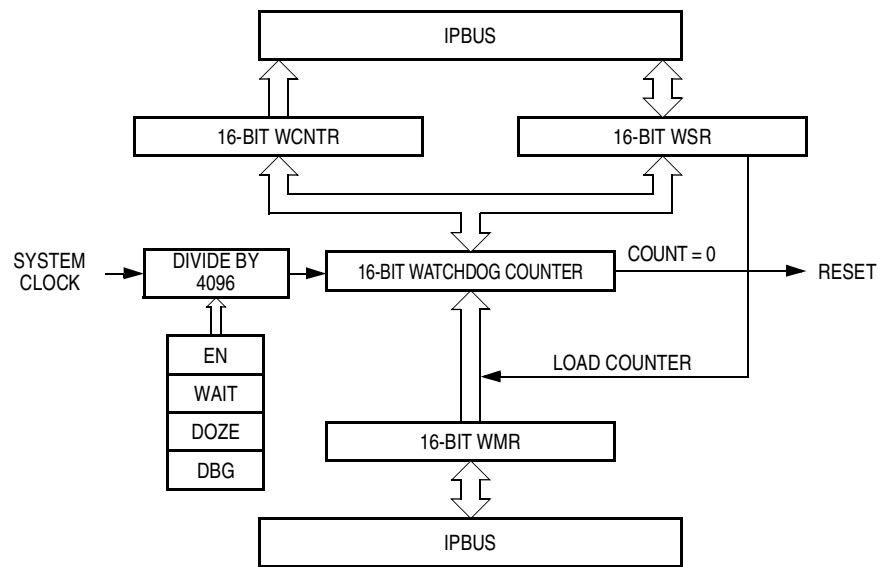 IPBUS
16-BIT WCNTR
16-BIT WSR
SYSTEM
CLOCK
DIVIDE BY
4096
16-BIT WATCHDOG COUNTER
COUNT = 0
RESET
EN
WAIT
DOZE
DBG
LOAD COUNTER
16-BIT WMR
IPBUS